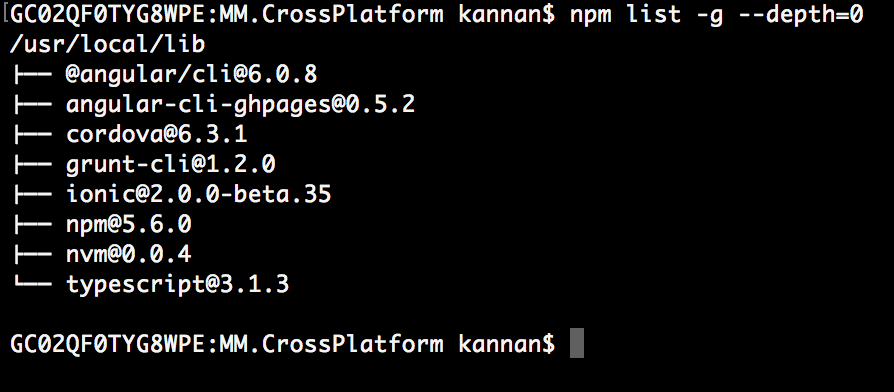 GC02QF0TYG8WPE:MM.CrossPlatform kannan$ npm list -g --depth=0
/usr/local/lib
├── @angular/cli@6.0.8
├── angular-cli-ghpages@0.5.2
├── cordova@6.3.1
├── grunt-cli@1.2.0
├── ionic@2.0.0-beta.35
├── npm@5.6.0
├── nvm@0.0.4
└── typescript@3.1.3
GC02QF0TYG8WPE:MM.CrossPlatform kannan$